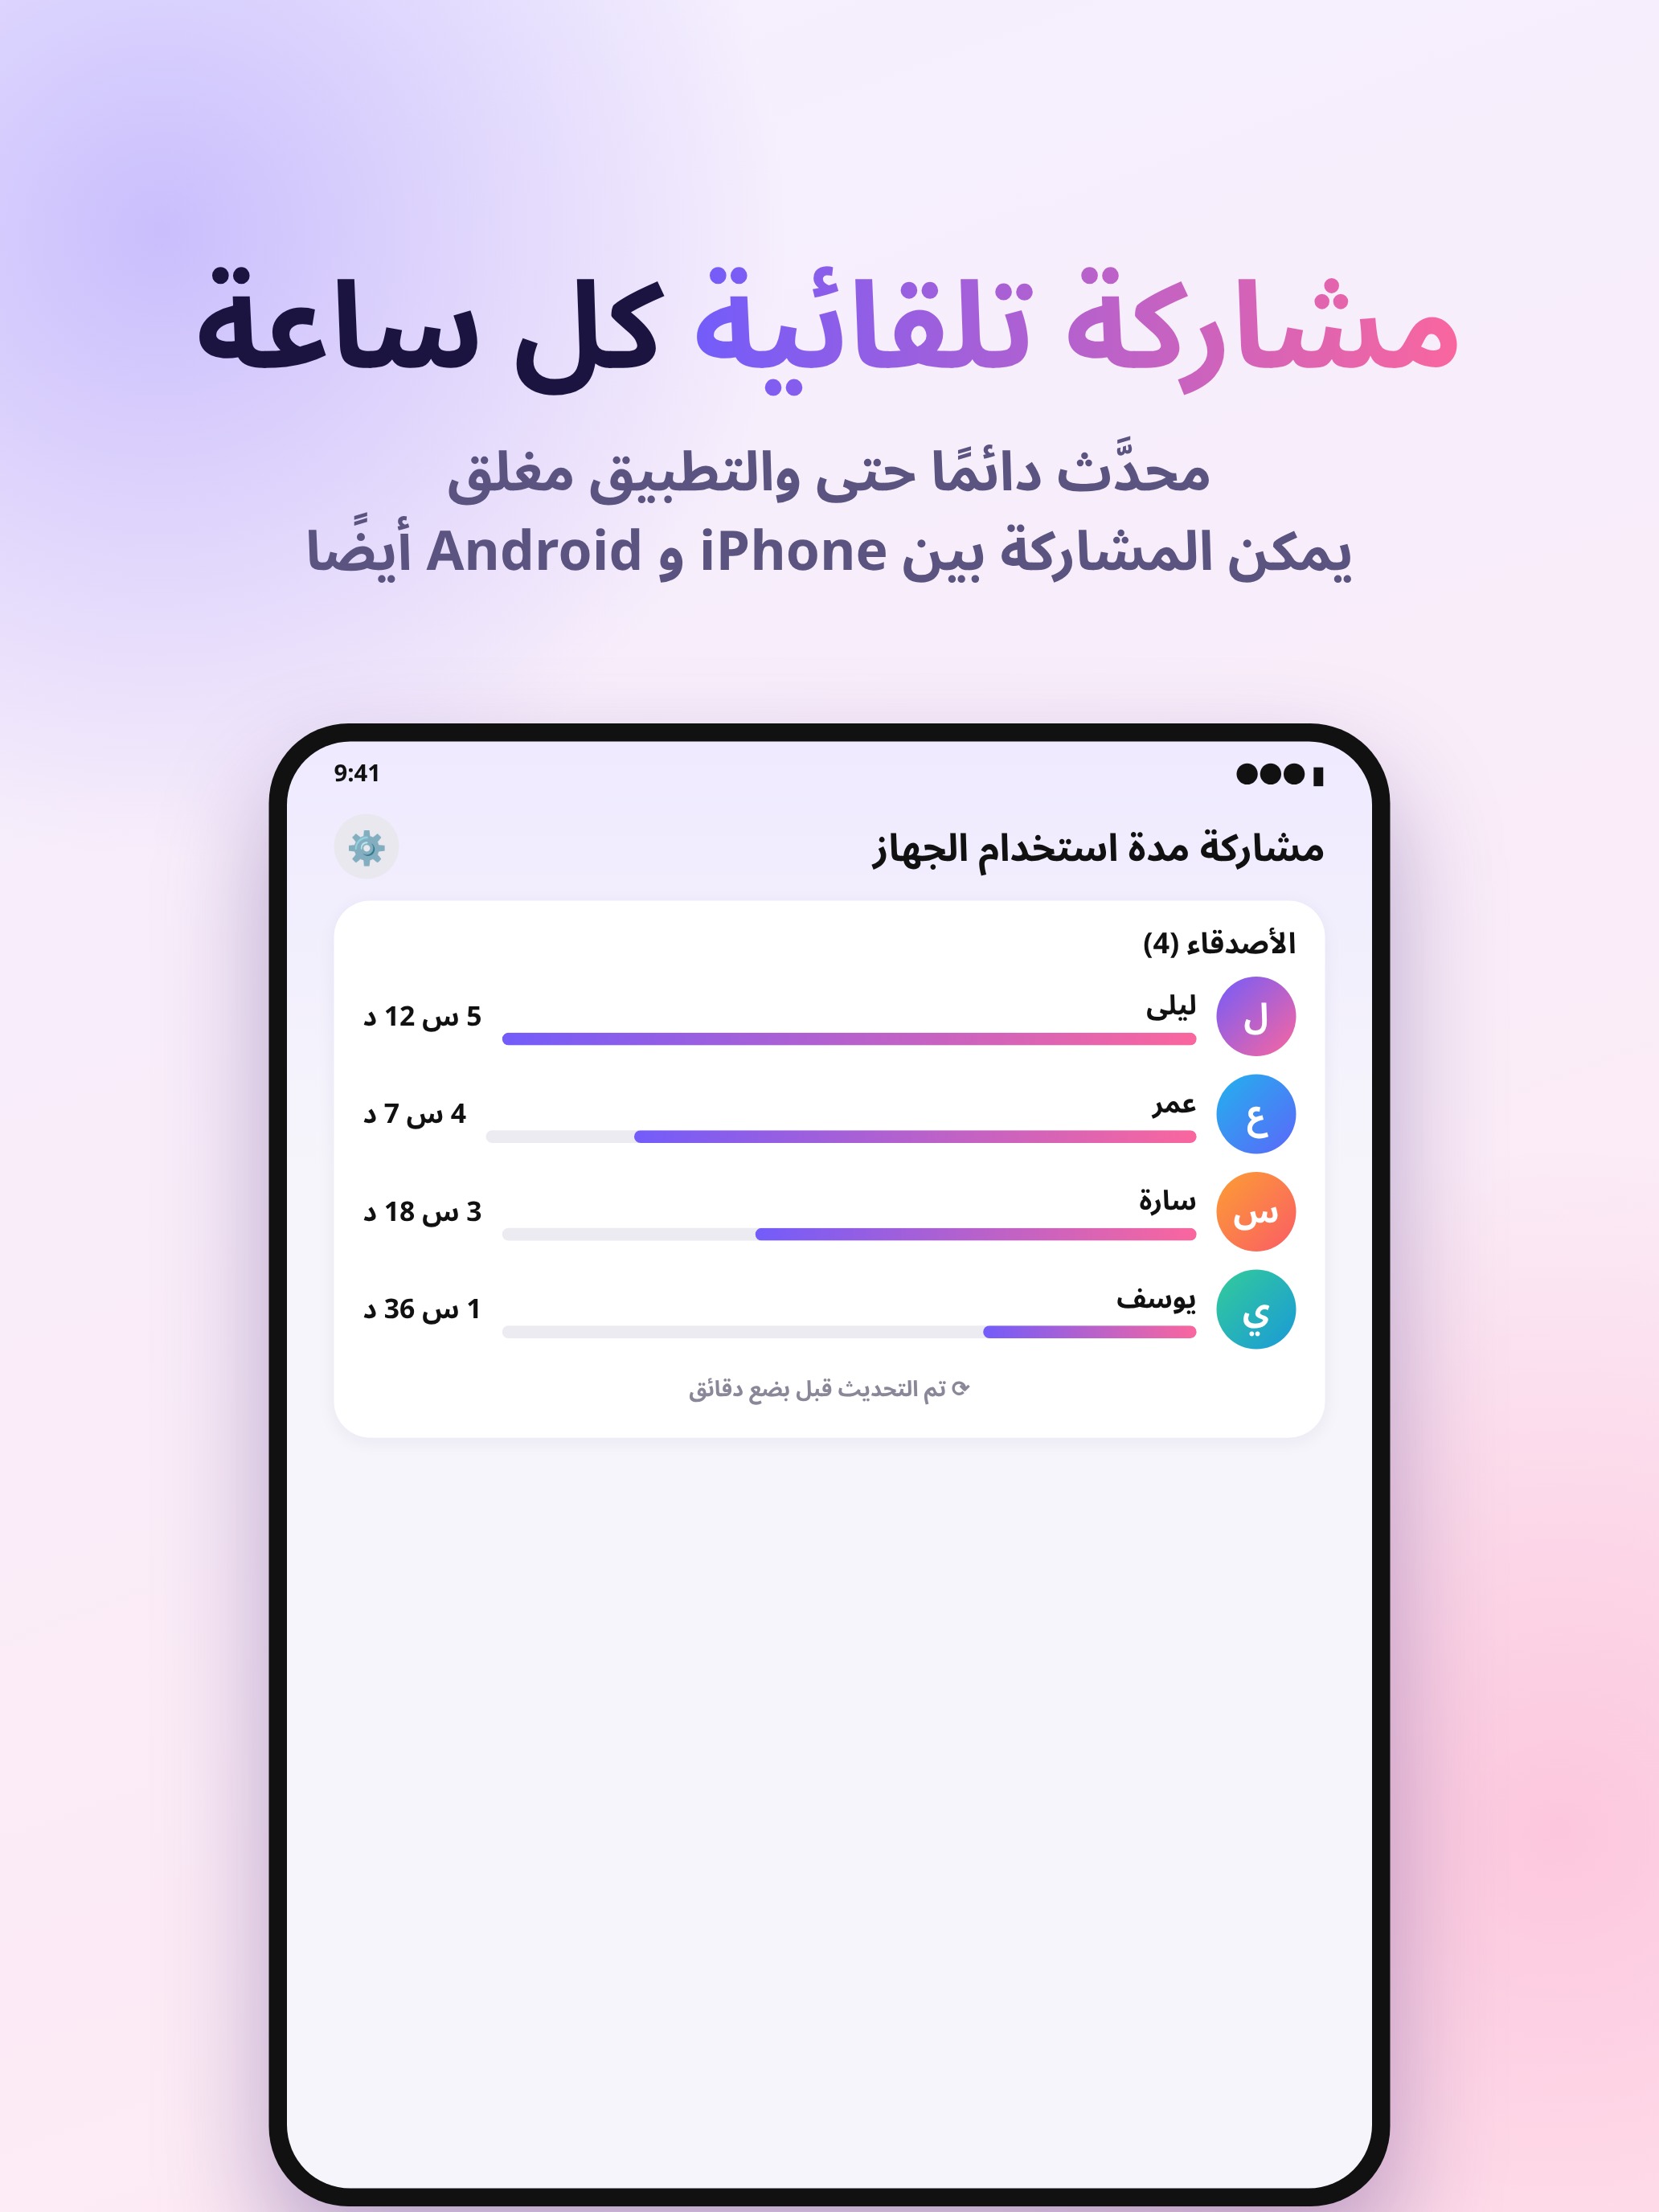 مشاركة تلقائية كل ساعة
محدَّث دائمًا حتى والتطبيق مغلق
يمكن المشاركة بين iPhone و Android أيضًا
9:41
مشاركة مدة استخدام الجهاز
الأصدقاء (4)
ل
ليلى
5 س 12 د
ع
عمر
4 س 7 د
س
سارة
3 س 18 د
ي
يوسف
1 س 36 د
⟳ تم التحديث قبل بضع دقائق